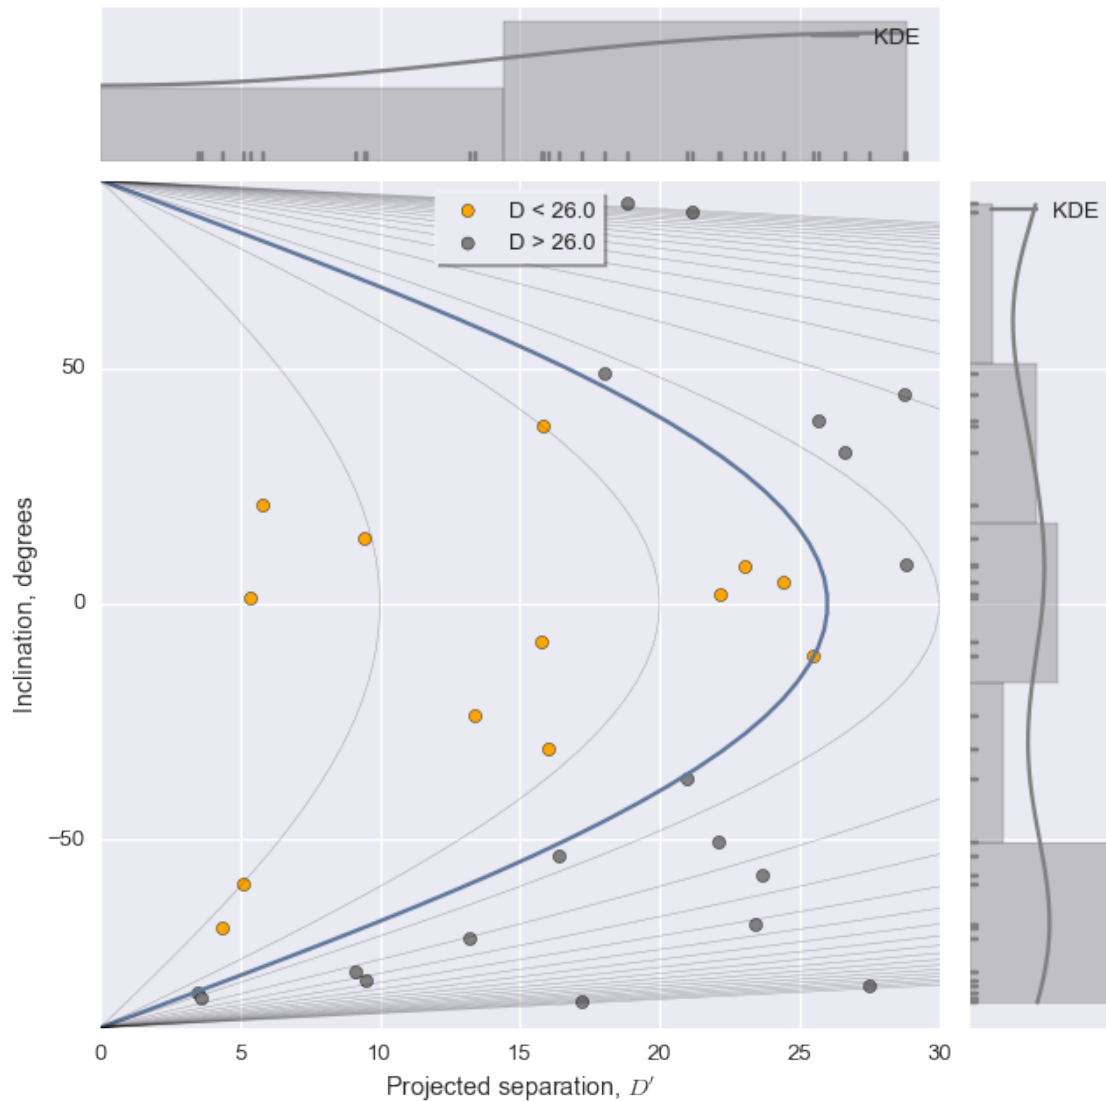 KDE
D < 26.0
D > 26.0
KDE
50
0
−50
Inclination, degrees
0 5 10 15 20 25 30
Projected separation, D′